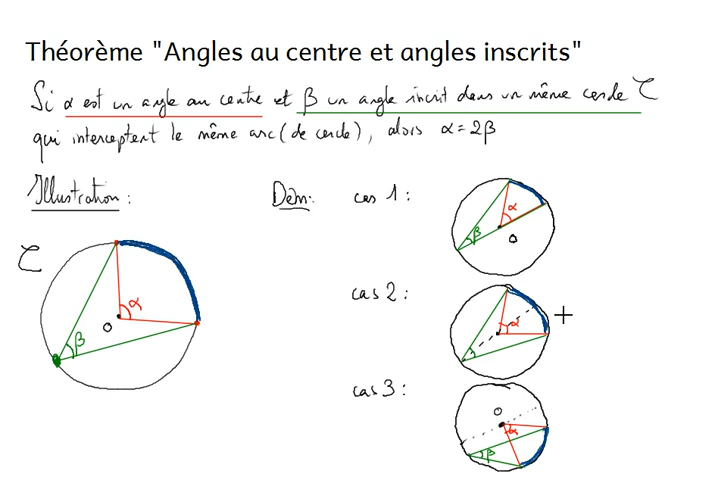 Théorème "Angles au centre et angles inscrits"
Si α est un angle au centre et β un angle inscrit dans un même cercle C
qui interceptent le même arc (de cercle), alors α = 2β
Illustration :
Dém:
cas 1 :
α
β
O
C
α
O
β
cas 2 :
α
cas 3 :
O
α
β